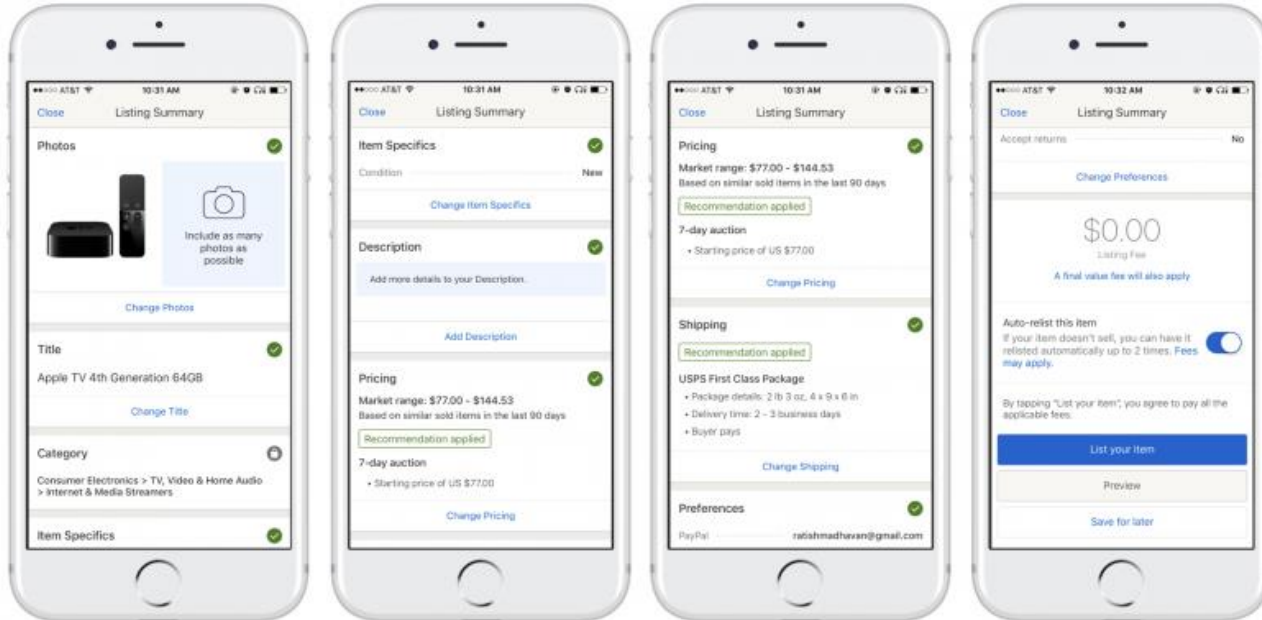 AT&T 10:31 AM
Close Listing Summary
Photos
Include as many
photos as
possible
Change Photos
Title
Apple TV 4th Generation 64GB
Change Title
Category
Consumer Electronics > TV, Video & Home Audio
> Internet & Media Streamers
Item Specifics
AT&T 10:31 AM
Close Listing Summary
Item Specifics
Condition New
Change Item Specifics
Description
Add more details to your Description.
Add Description
Pricing
Market range: $77.00 - $144.53
Based on similar sold items in the last 90 days
Recommendation applied
7-day auction
• Starting price of US $77.00
Change Pricing
AT&T 10:31 AM
Close Listing Summary
Pricing
Market range: $77.00 - $144.53
Based on similar sold items in the last 90 days
Recommendation applied
7-day auction
• Starting price of US $77.00
Change Pricing
Shipping
Recommendation applied
USPS First Class Package
• Package details: 2 lb 3 oz, 4 x 9 x 6 in
• Delivery time: 2 - 3 business days
• Buyer pays
Change Shipping
Preferences
PayPal ratishmadhavan@gmail.com
AT&T 10:32 AM
Close Listing Summary
Accept returns No
Change Preferences
$0.00
Listing Fee
A final value fee will also apply
Auto-relist this item
If your item doesn't sell, you can have it
relisted automatically up to 2 times. Fees
may apply.
By tapping "List your item", you agree to pay all the
applicable fees.
List your item
Preview
Save for later